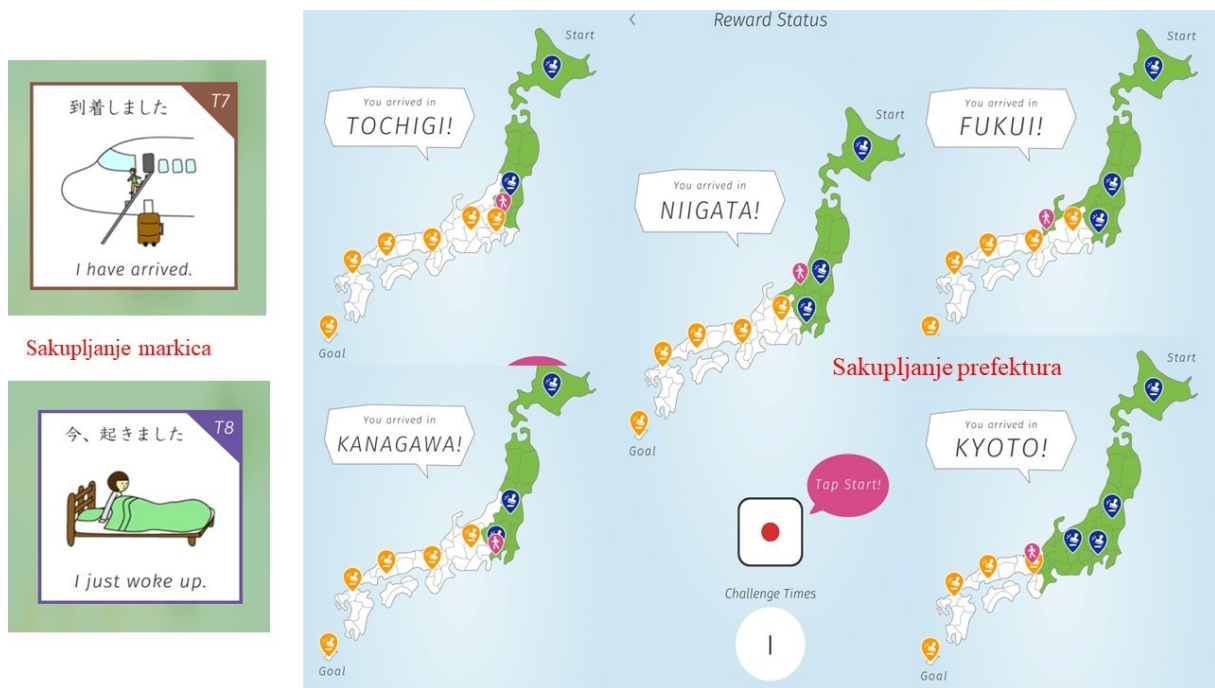 到着しました
T7
I have arrived.
Sakupljanje markica
今、起きました
T8
I just woke up.
Start
You arrived in
TOCHIGI!
Goal
You arrived in
KANAGAWA!
Goal
Reward Status
Start
You arrived in
NIIGATA!
Goal
Tap Start!
Challenge Times
1
Start
You arrived in
FUKUI!
Sakupljanje prefektura
Start
You arrived in
KYOTO!
Goal